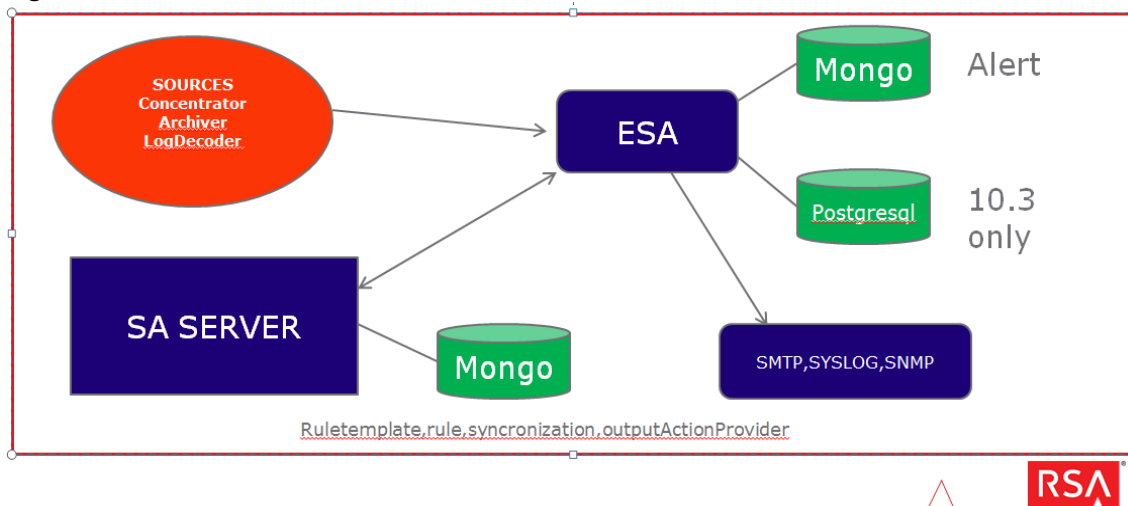 SOURCES
Concentrator
Archiver
LogDecoder
ESA
Mongo
Alert
Postgresql
10.3
only
SA SERVER
Mongo
SMTP,SYSLOG,SNMP
Ruletemplate,rule,syncronization,outputActionProvider
RSA